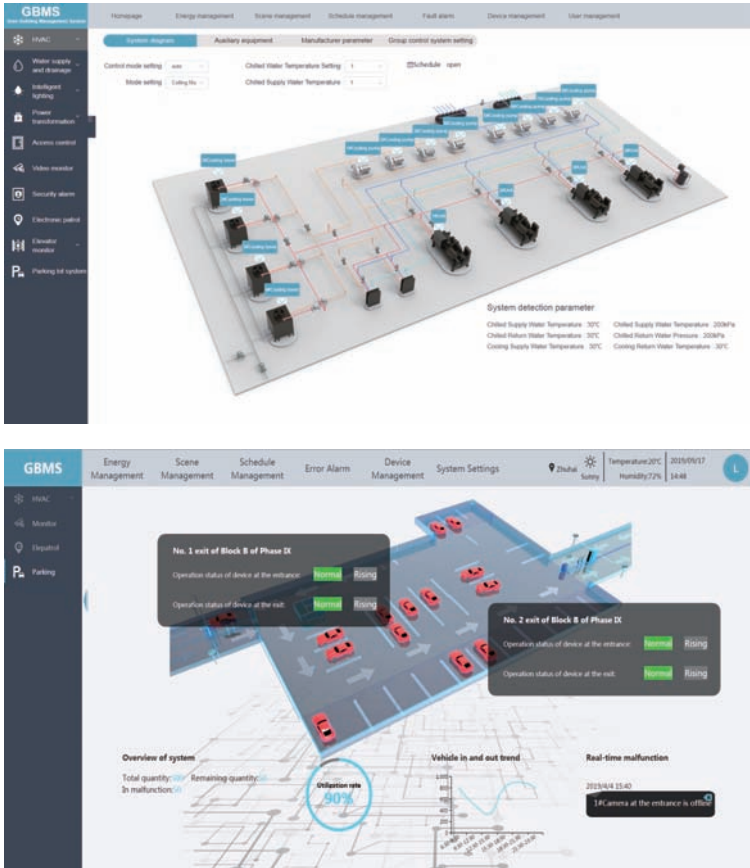 GBMS
Homepage
Energy management
Scene management
Schedule management
Fault alarm
Device management
User management
HVAC
Water supply
and drainage
Intelligent
lighting
Power
transformation
Access control
Video monitor
Security alarm
Electronic patrol
Elevator
monitor
Parking lot system
System diagram
Auxiliary equipment
Manufacturer parameter
Group control system setting
Control mode setting
Chilled Water Temperature Setting 1
Schedule open
Mode setting
Chilled Supply Water Temperature 1
System detection parameter
Chilled Supply Water Temperature : 30°C Chilled Supply Water Temperature : 200kPa
Chilled Return Water Temperature : 30°C Chilled Return Water Pressure : 200kPa
Cooling Supply Water Temperature : 30°C Cooling Return Water Temperature : 30°C
GBMS
Energy
Management
Scene
Management
Schedule
Management
Error Alarm
Device
Management
System Settings
Zhuhai
Sunny
Temperature:20°C
Humidity:72%
2019/09/17
14:48
L
HVAC
Monitor
Elepatrol
Parking
No. 1 exit of Block B of Phase IX
Operation status of device at the entrance: Normal Rising
Operation status of device at the exit: Normal Rising
No. 2 exit of Block B of Phase IX
Operation status of device at the entrance: Normal Rising
Operation status of device at the exit: Normal Rising
Overview of system
Total quantity: Remaining quantity:
In malfunction:
Utilization rate
90%
Vehicle in and out trend
1,000
800
600
400
200
0
Real-time malfunction
2019/4/4 15:40
1#Camera at the entrance is offline